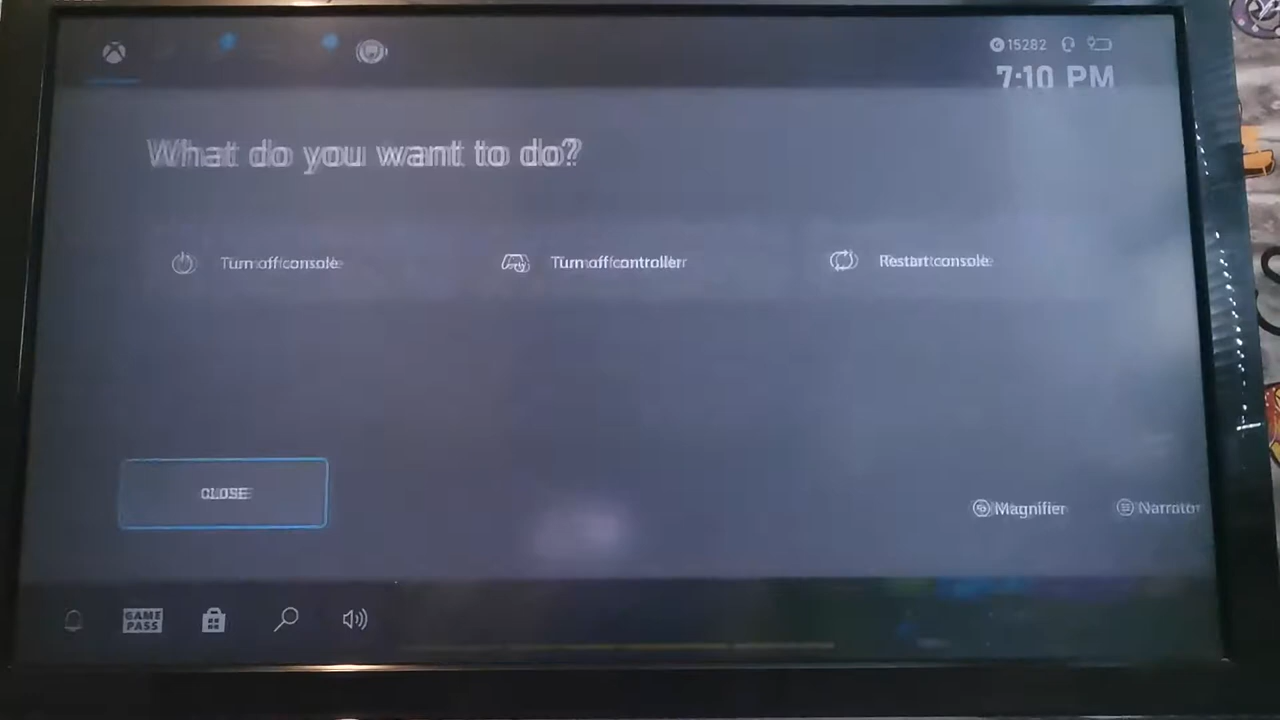 15282
7:10 PM
What do you want to do?
Turn off console
Turn off controller
Restart console
CLOSE
Magnifier
Narrator
GAME
PASS